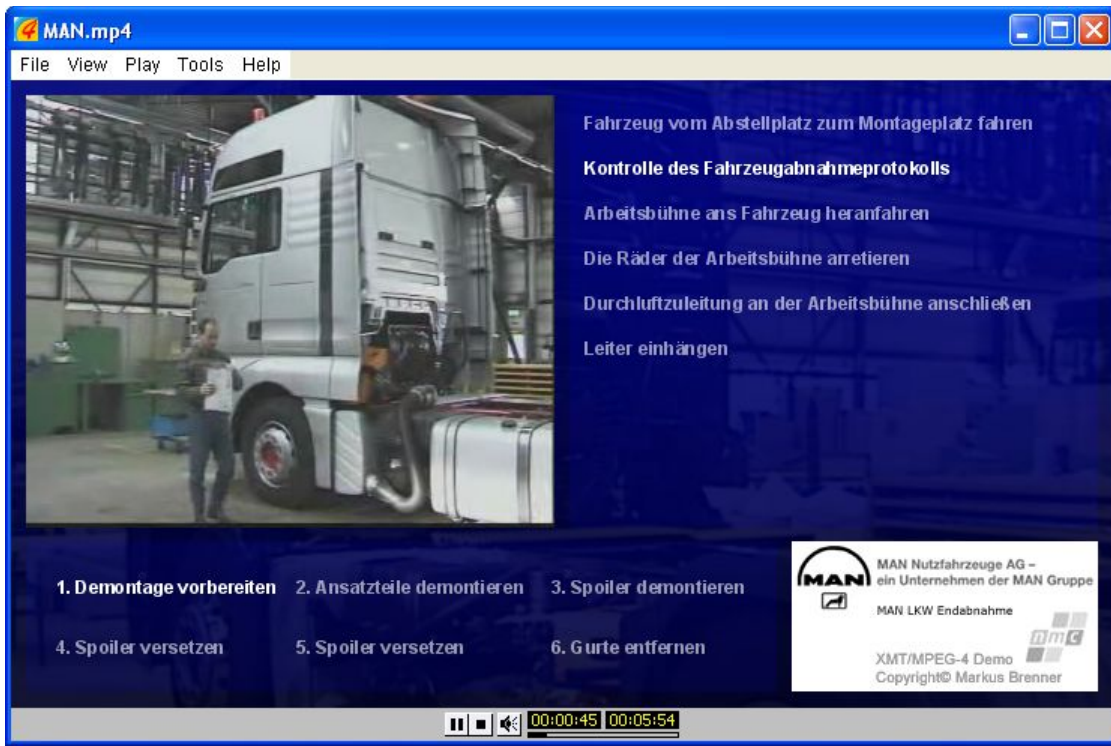 MAN.mp4
File View Play Tools Help
Fahrzeug vom Abstellplatz zum Montageplatz fahren
Kontrolle des Fahrzeugabnahmeprotokolls
Arbeitsbühne ans Fahrzeug heranfahren
Die Räder der Arbeitsbühne arretieren
Durchluftzuleitung an der Arbeitsbühne anschließen
Leiter einhängen
1. Demontage vorbereiten 2. Ansatzteile demontieren 3. Spoiler demontieren
4. Spoiler versetzen 5. Spoiler versetzen 6. Gurte entfernen
MAN
MAN Nutzfahrzeuge AG –
ein Unternehmen der MAN Gruppe
MAN LKW Endabnahme
nmc
XMT/MPEG-4 Demo
Copyright© Markus Brenner
00:00:45 00:05:54